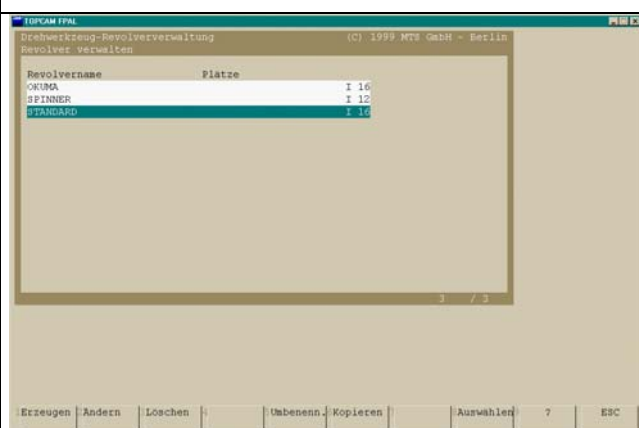 TOPCAM FPAL
Drehwerkzeug-Revolververwaltung (C) 1999 MTS GmbH - Berlin
Revolver verwalten
Revolvername Plätze
OKUMA I 16
SPINNER I 12
STANDARD I 16
3 / 3
Erzeugen Ändern Löschen Umbenenn. Kopieren Auswählen ? ESC